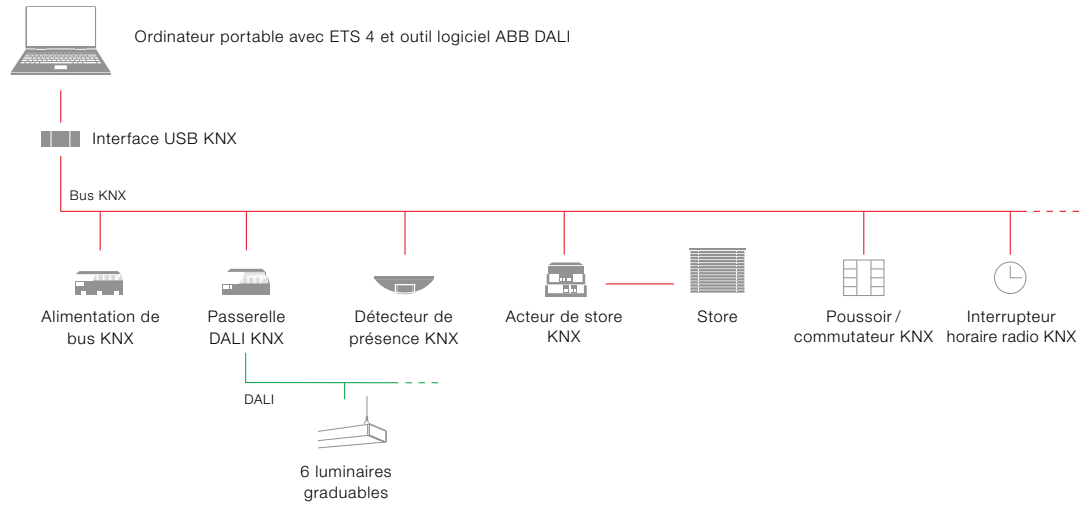 Ordinateur portable avec ETS 4 et outil logiciel ABB DALI
Interface USB KNX
Bus KNX
Alimentation de
bus KNX
Passerelle
DALI KNX
Détecteur de
présence KNX
Acteur de store
KNX
Store
Poussoir /
commutateur KNX
Interrupteur
horaire radio KNX
DALI
6 luminaires
graduables